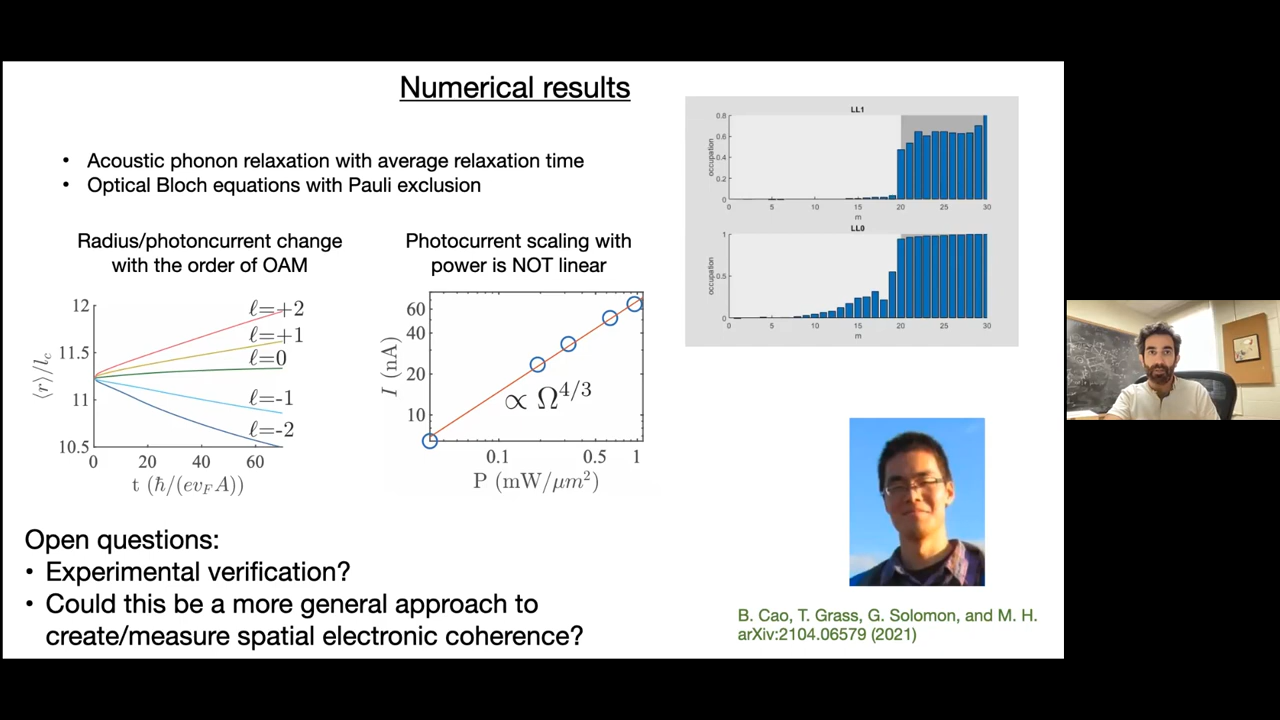 Numerical results
• Acoustic phonon relaxation with average relaxation time
• Optical Bloch equations with Pauli exclusion
Radius/photoncurrent change
with the order of OAM
12
11.5
11
10.5
⟨r⟩/l_c
ℓ=+2
ℓ=+1
ℓ=0
ℓ=-1
ℓ=-2
0 20 40 60
t (ħ/(ev_F A))
Photocurrent scaling with
power is NOT linear
60
40
20
10
I (nA)
∝ Ω^{4/3}
0.1 0.5 1
P (mW/μm²)
LL1
0.8
0.6
0.4
0.2
0
occupation
0 5 10 15 20 25 30
m
LL0
1
0.5
0
occupation
0 5 10 15 20 25 30
m
Open questions:
• Experimental verification?
• Could this be a more general approach to
create/measure spatial electronic coherence?
B. Cao, T. Grass, G. Solomon, and M. H.
arXiv:2104.06579 (2021)